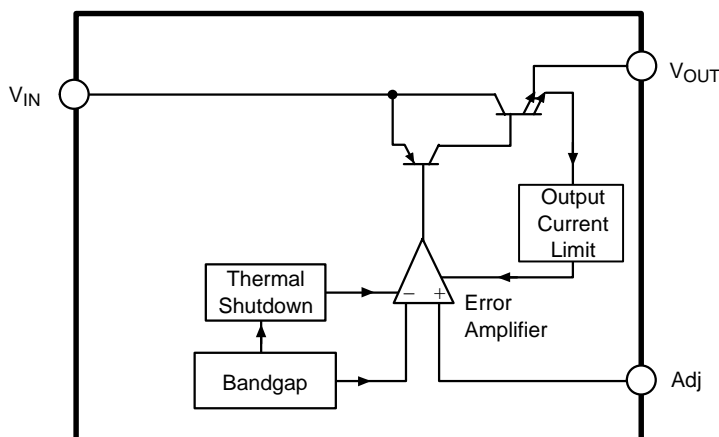 VIN
VOUT
Output
Current
Limit
Thermal
Shutdown
− +
Error
Amplifier
Bandgap
Adj